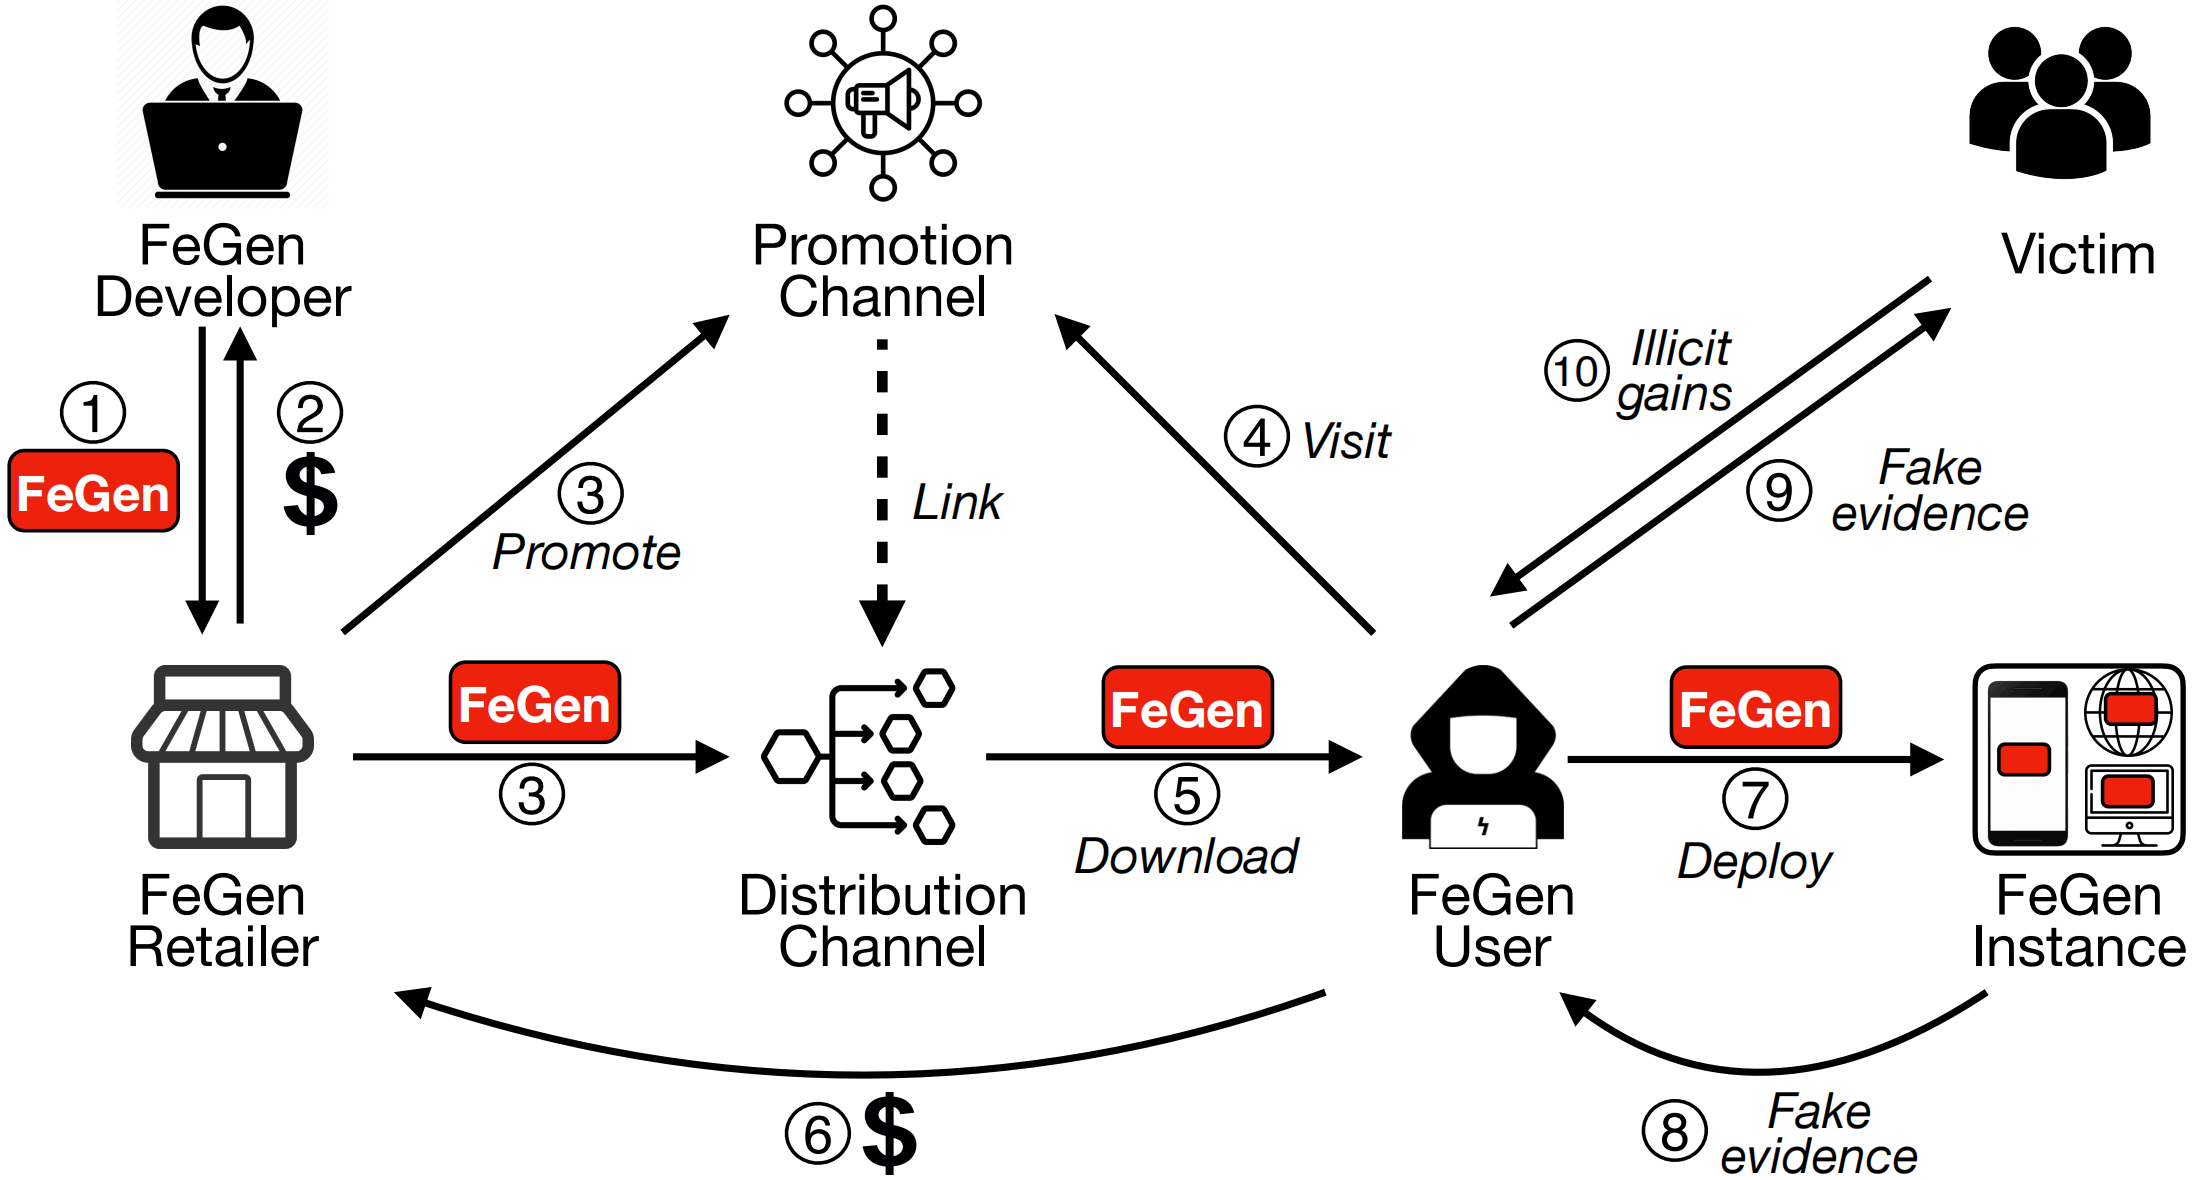 FeGen
Developer
Promotion
Channel
Victim
1
FeGen
2
$
3
Promote
Link
4 Visit
10 Illicit
gains
9 Fake
evidence
FeGen
3
FeGen
5
Download
FeGen
7
Deploy
FeGen
Retailer
Distribution
Channel
FeGen
User
FeGen
Instance
6 $
8 Fake
evidence